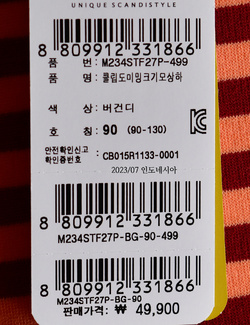 UNIQUE SCANDISTYLE
8 809912 331866
품 번: M234STF27P-499
품 명: 콜립도미밍크기모상하
색 상: 버건디
호 칭: 90 (90-130)
안전확인신고
확인증번호 CB015R1133-0001
2023/07 인도네시아
8 809912 331866
M234STF27P-BG-90-499
8 809912 331866
M234STF27P-BG-90
판매가격: ₩ 49,900